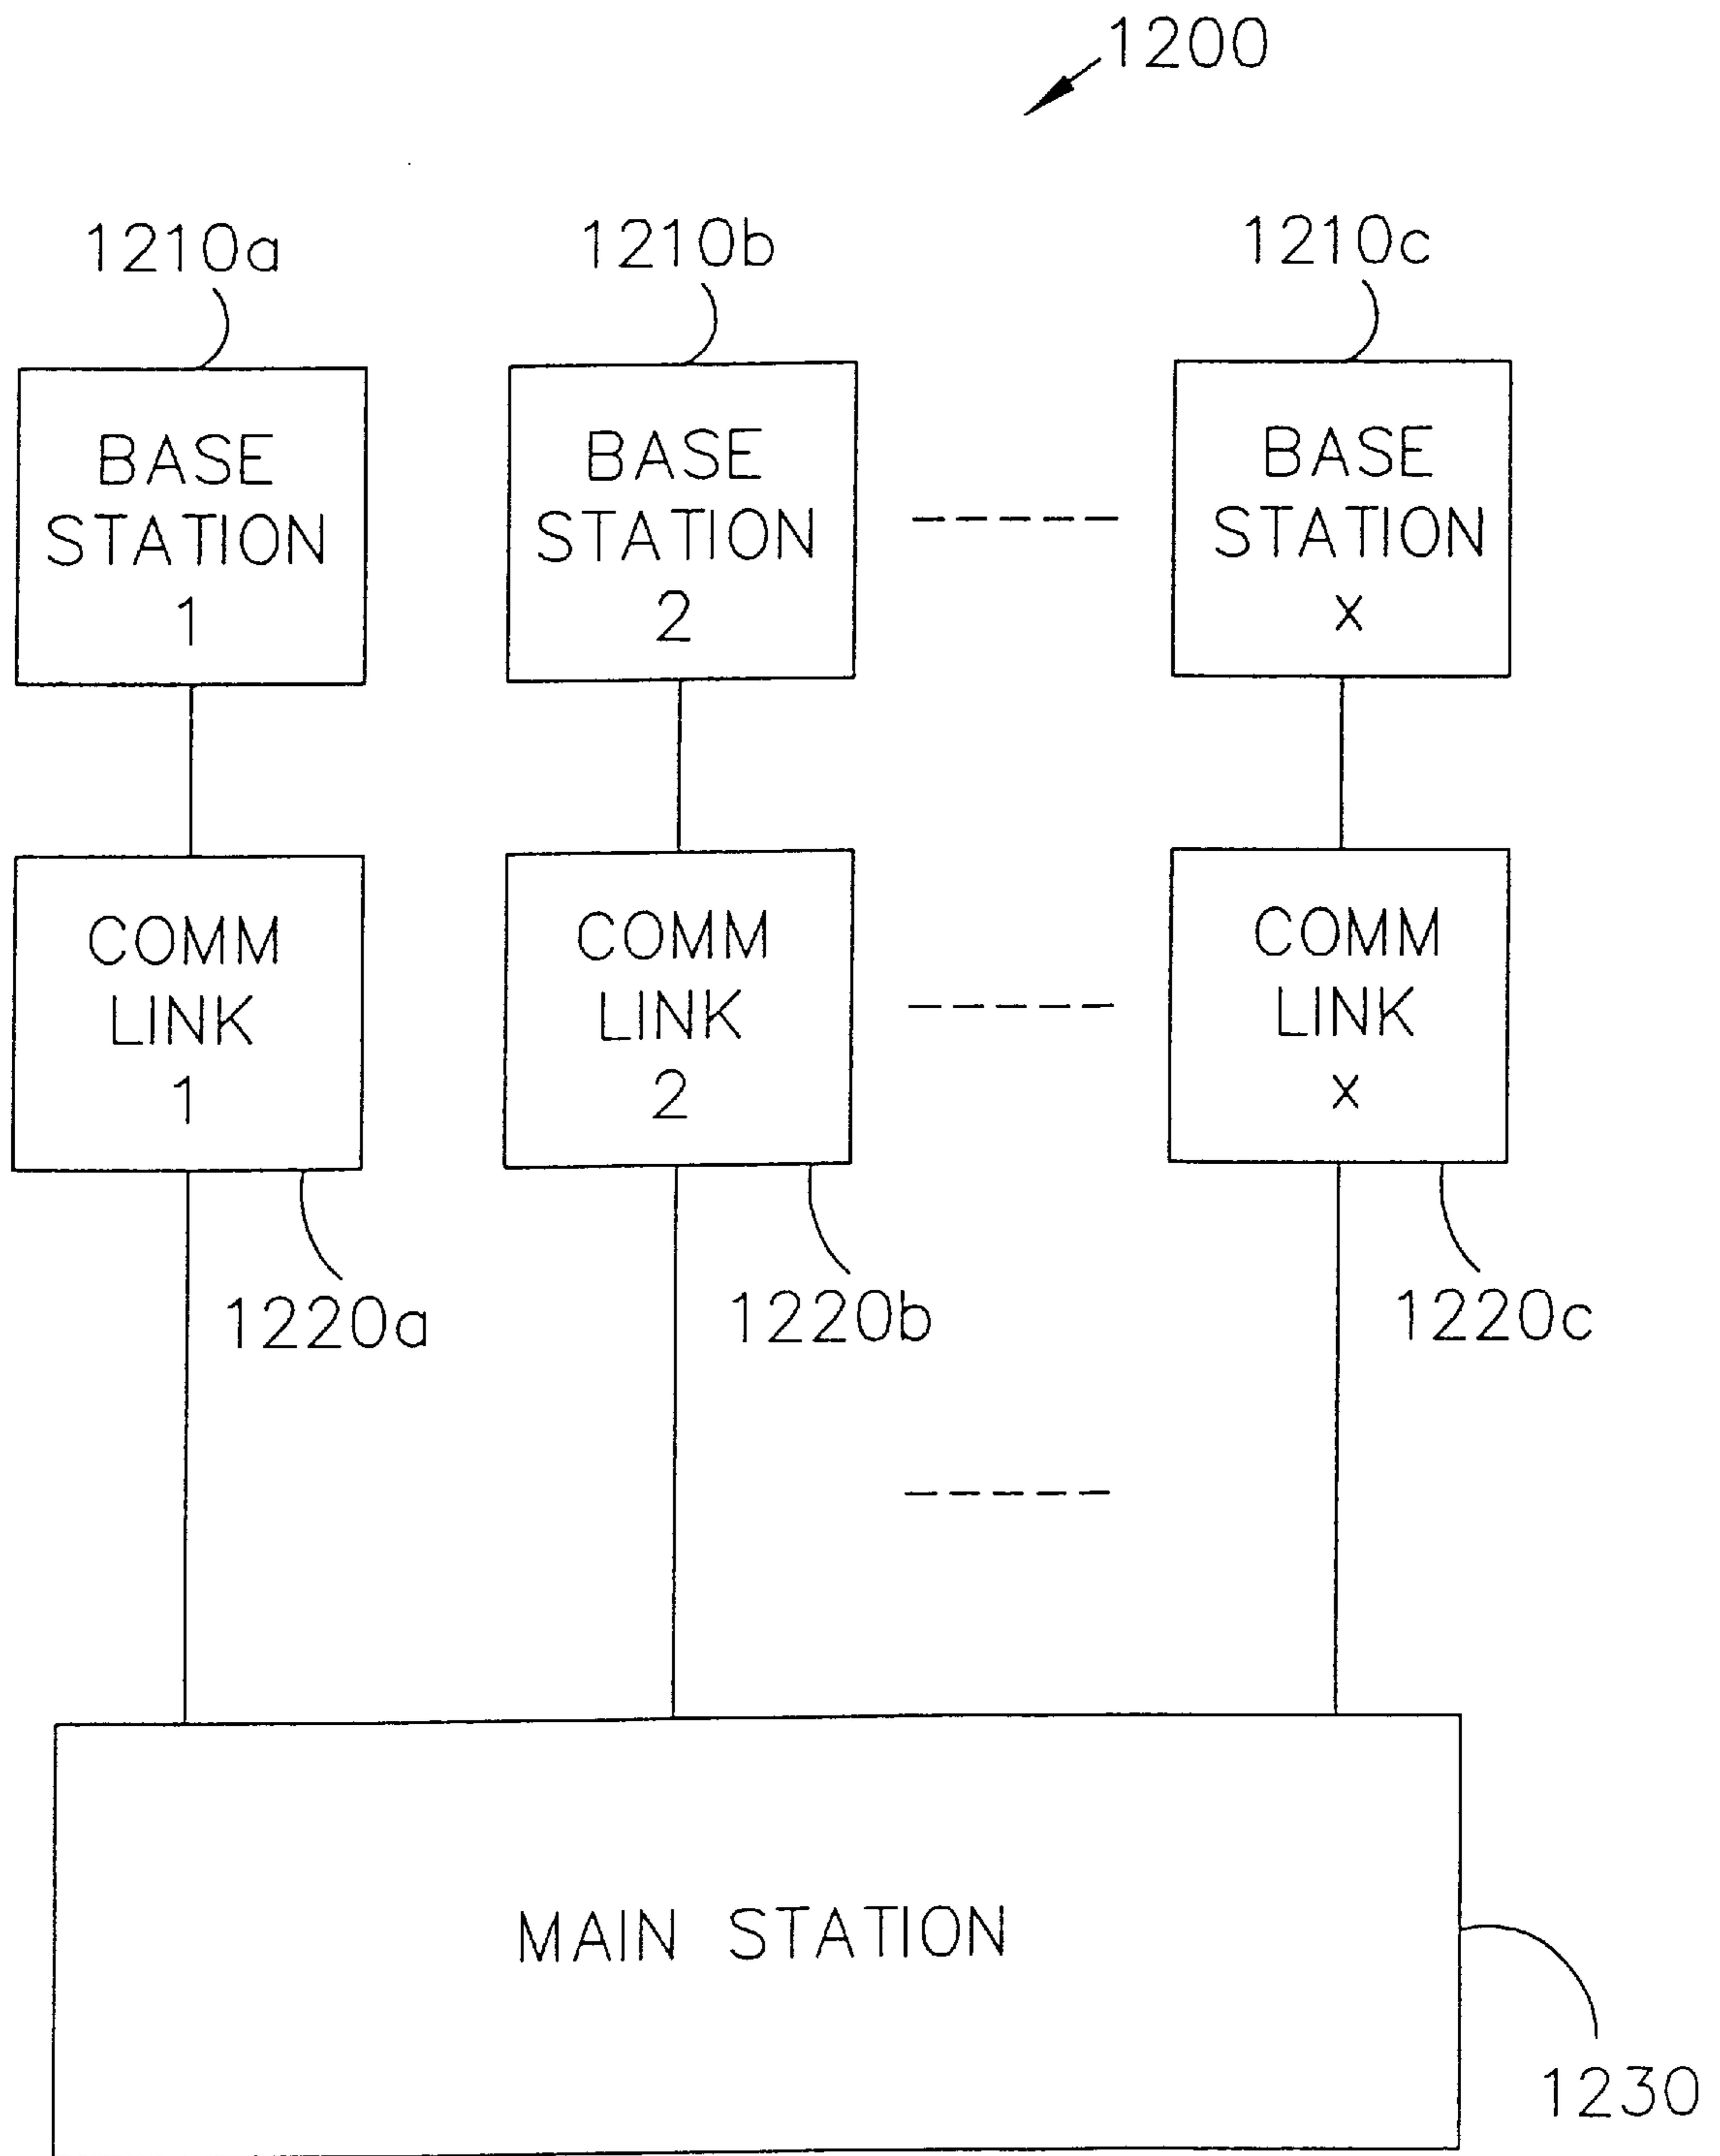 1200
1210a
1210b
1210c
BASE
STATION
1
BASE
STATION
2
BASE
STATION
X
COMM
LINK
1
COMM
LINK
2
COMM
LINK
X
1220a
1220b
1220c
MAIN STATION
1230